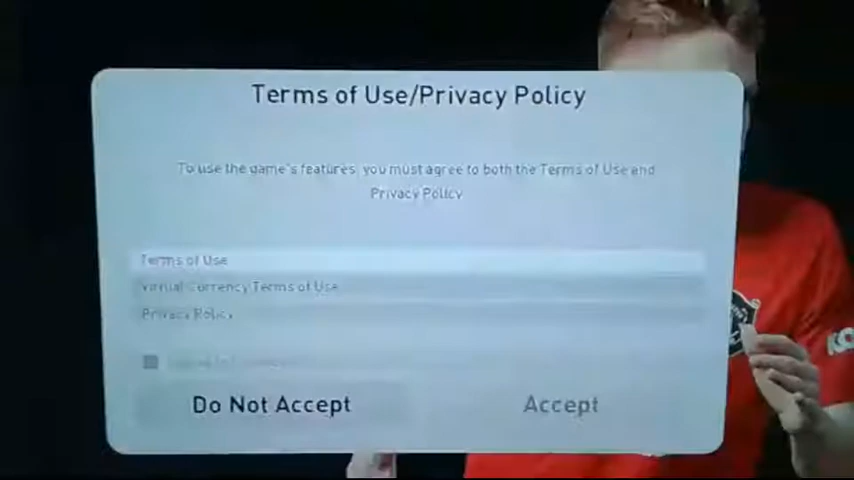 Terms of Use/Privacy Policy
To use the game's features, you must agree to both the Terms of Use and
Privacy Policy
Terms of Use
Virtual Currency Terms of Use
Privacy Policy
Do Not Accept
Accept